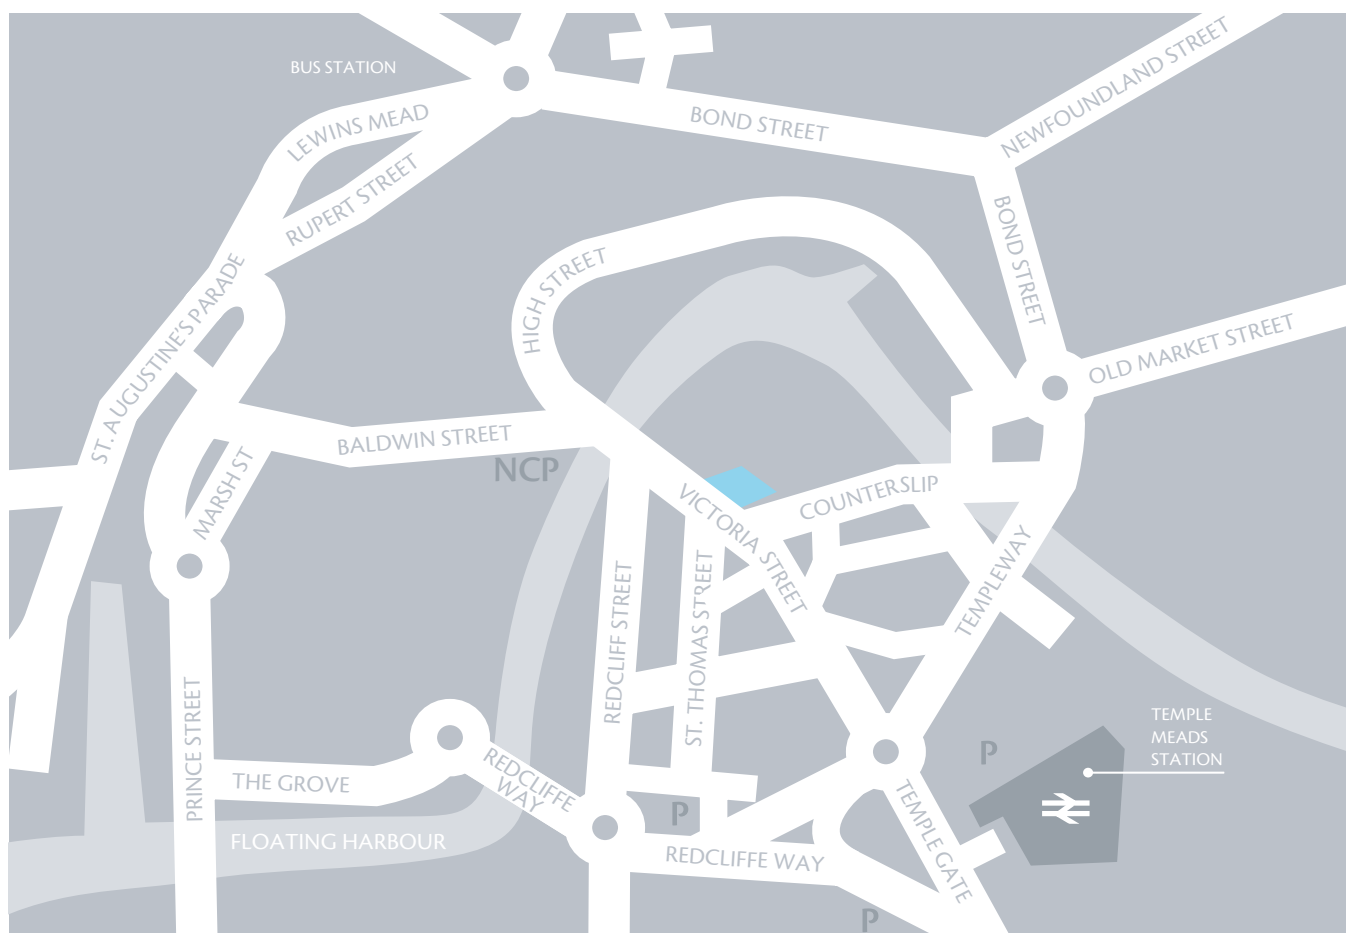 BUS STATION
LEWINS MEAD
BOND STREET
NEWFOUNDLAND STREET
RUPERT STREET
BOND STREET
HIGH STREET
ST. AUGUSTINE'S PARADE
OLD MARKET STREET
BALDWIN STREET
NCP
MARSH ST
VICTORIA STREET
COUNTERSLIP
TEMPLEWAY
REDCLIFF STREET
ST. THOMAS STREET
PRINCE STREET
THE GROVE
REDCLIFFE
WAY
P
TEMPLE
MEADS
STATION
P
FLOATING HARBOUR
REDCLIFFE WAY
TEMPLE GATE
P